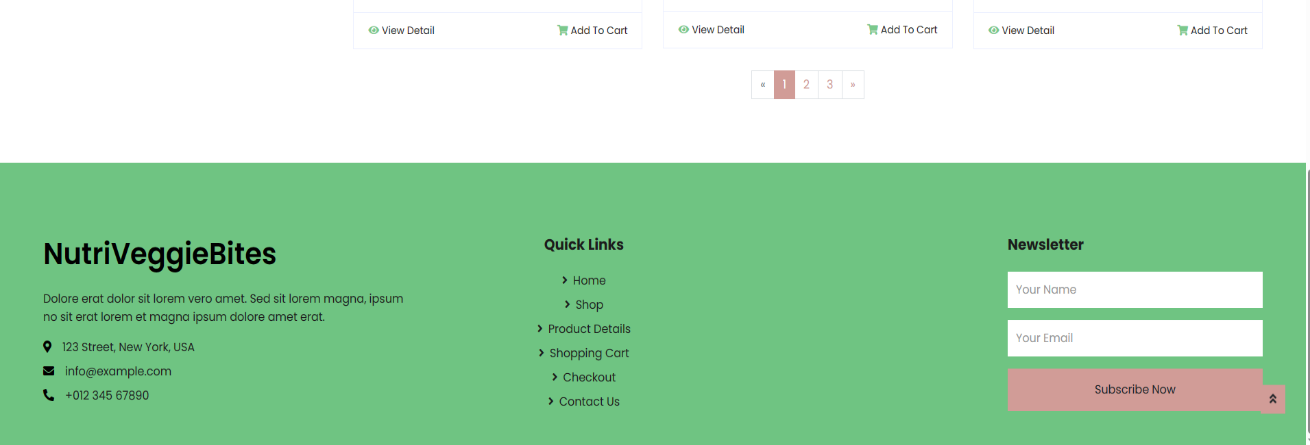 View Detail Add To Cart View Detail Add To Cart View Detail Add To Cart
« 1 2 3 »
NutriVeggieBites
Dolore erat dolor sit lorem vero amet. Sed sit lorem magna, ipsum
no sit erat lorem et magna ipsum dolore amet erat.
123 Street, New York, USA
info@example.com
+012 345 67890
Quick Links
Home
Shop
Product Details
Shopping Cart
Checkout
Contact Us
Newsletter
Your Name
Your Email
Subscribe Now